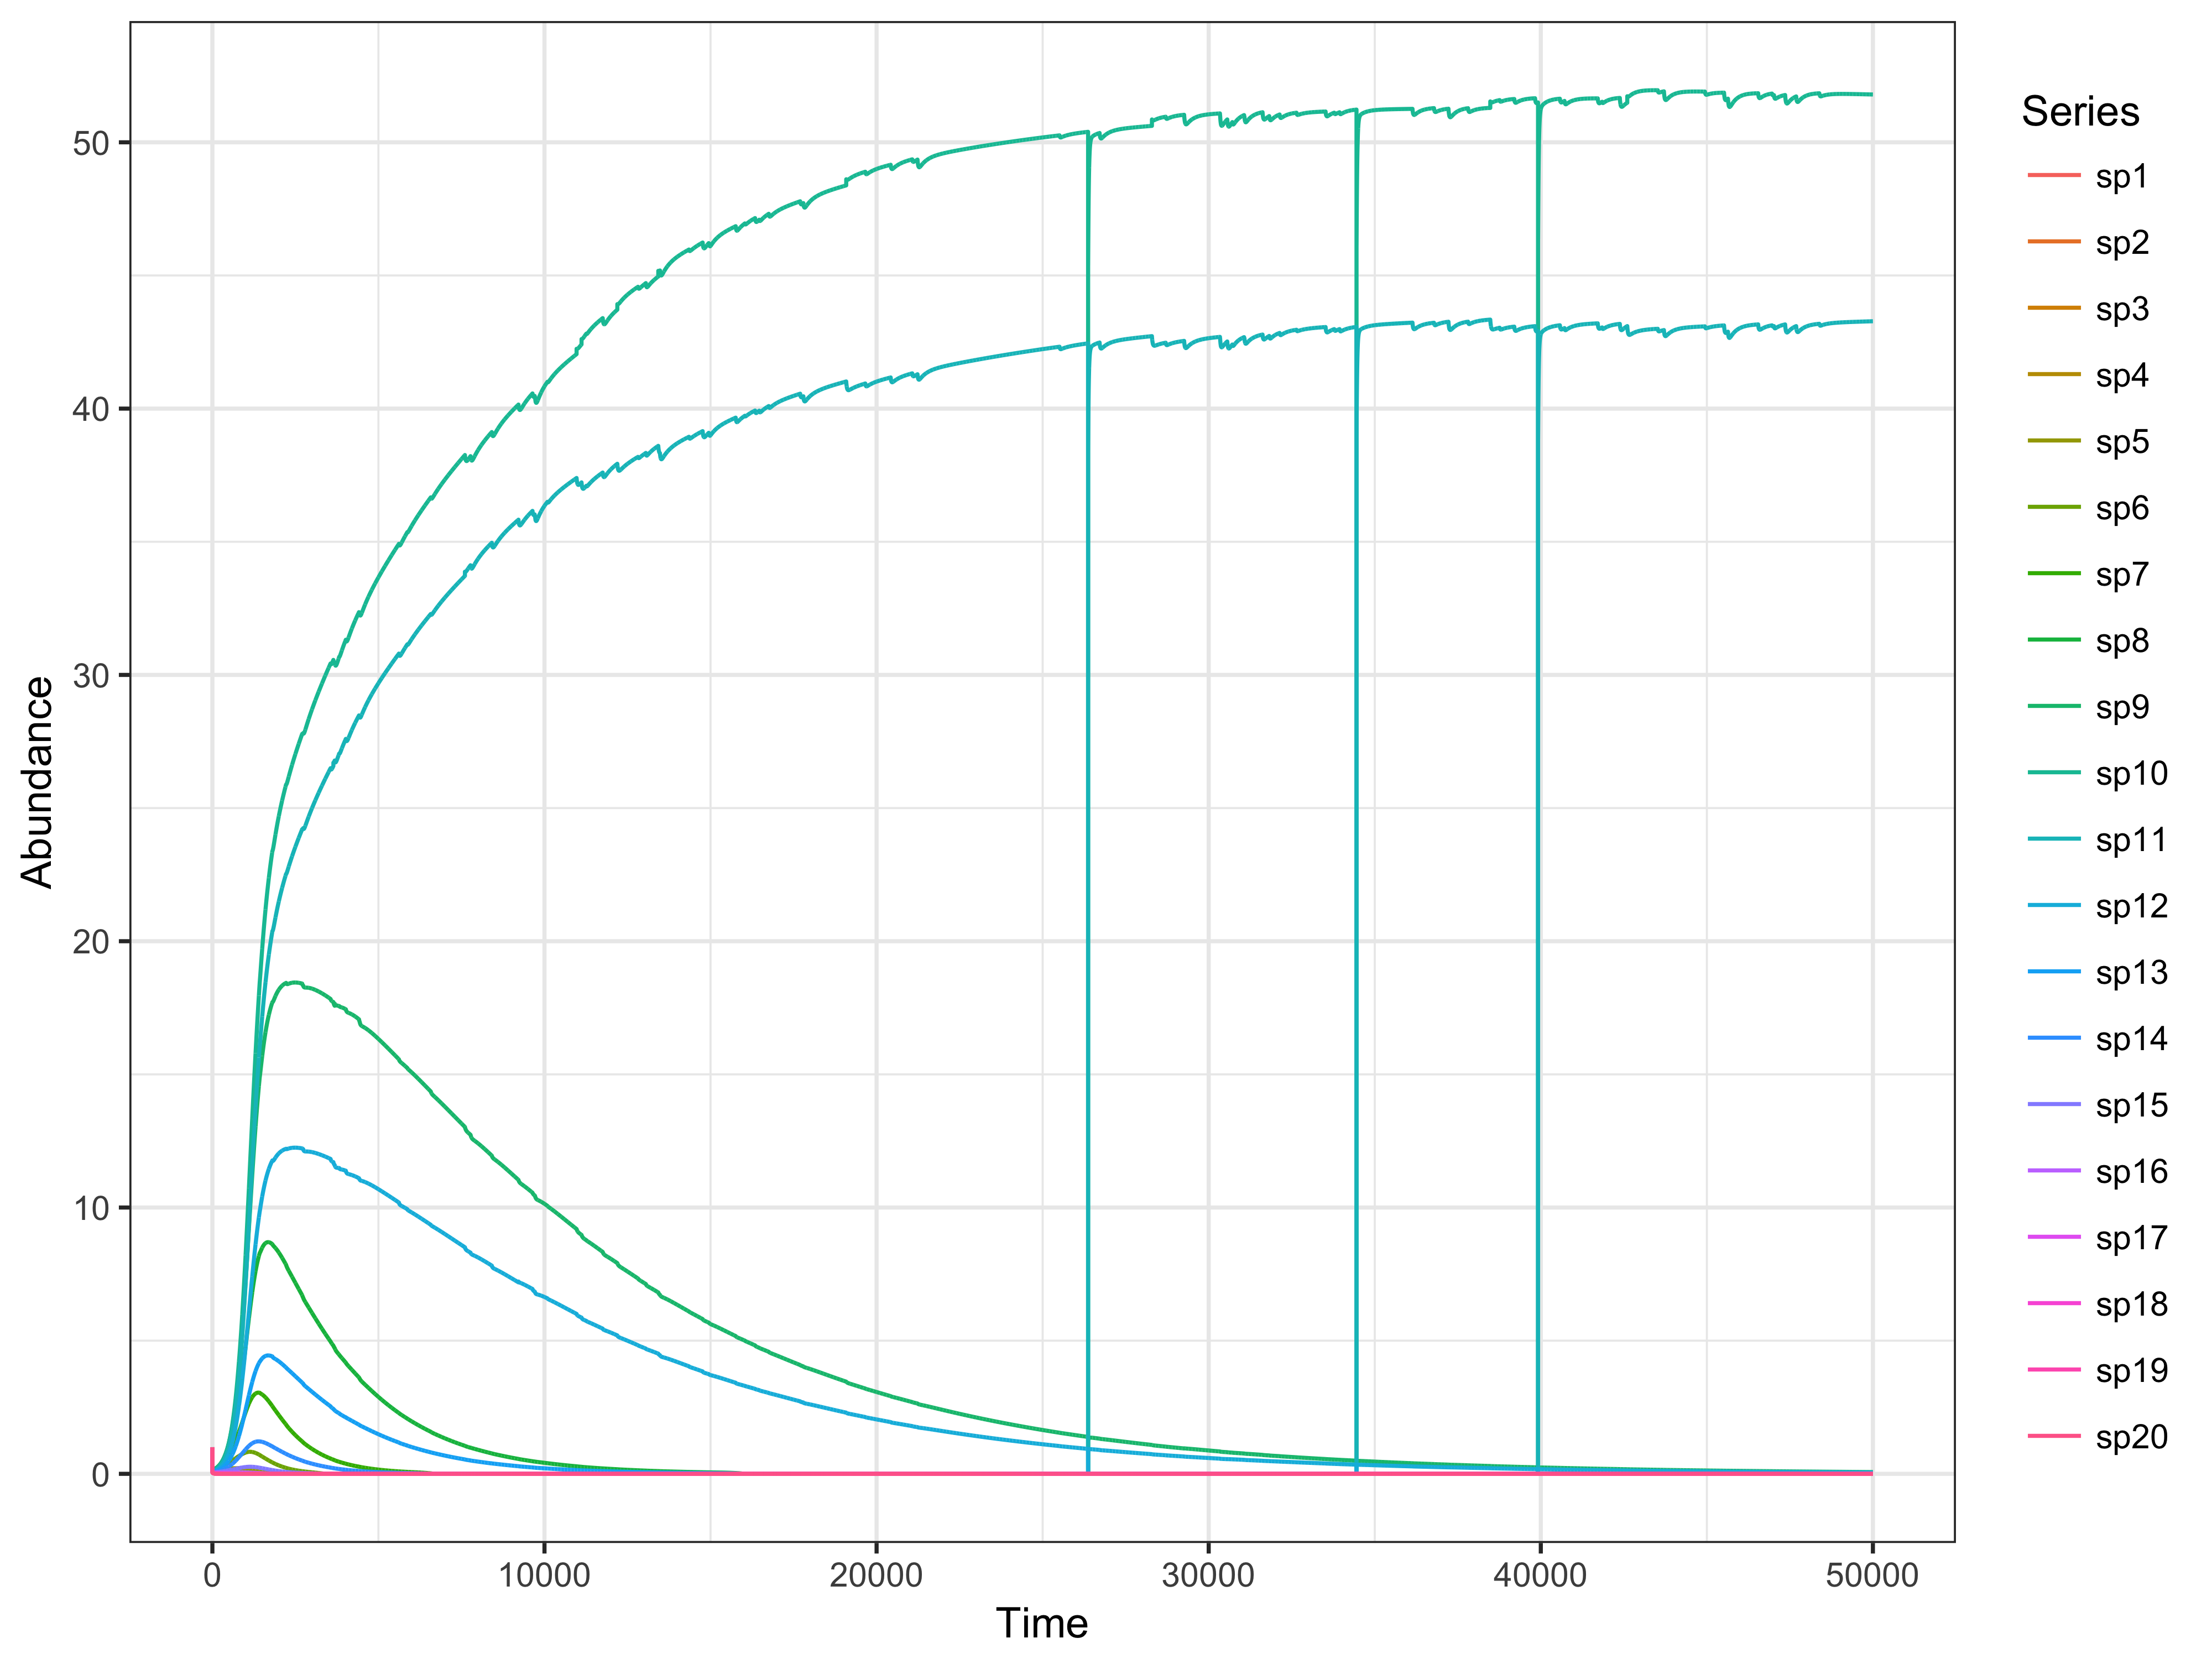 Abundance
50
40
30
20
10
0
0 10000 20000 30000 40000 50000
Time
Series
sp1
sp2
sp3
sp4
sp5
sp6
sp7
sp8
sp9
sp10
sp11
sp12
sp13
sp14
sp15
sp16
sp17
sp18
sp19
sp20